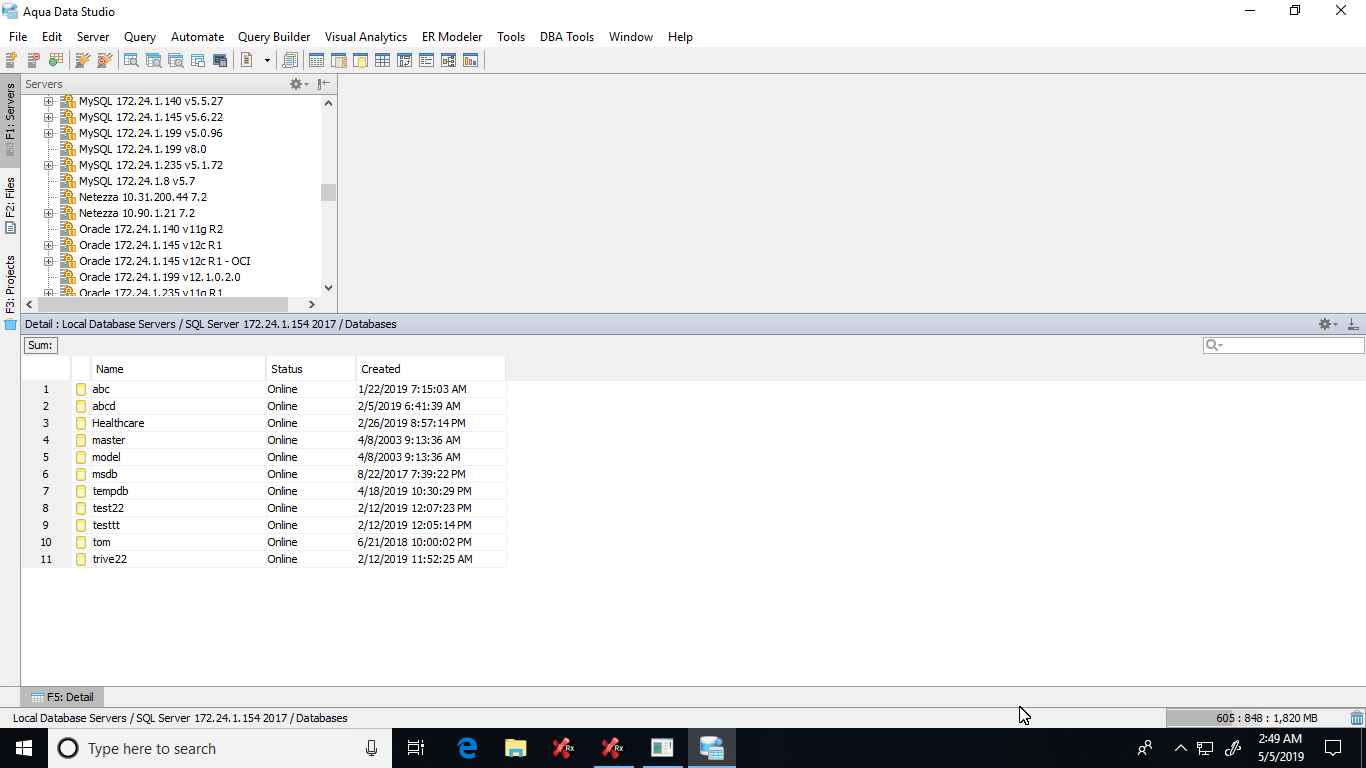 Aqua Data Studio
File Edit Server Query Automate Query Builder Visual Analytics ER Modeler Tools DBA Tools Window Help
F1: Servers
F2: Files
F3: Projects
Servers
MySQL 172.24.1.140 v5.5.27
MySQL 172.24.1.145 v5.6.22
MySQL 172.24.1.199 v5.0.96
MySQL 172.24.1.199 v8.0
MySQL 172.24.1.235 v5.1.72
MySQL 172.24.1.8 v5.7
Netezza 10.31.200.44 7.2
Netezza 10.90.1.21 7.2
Oracle 172.24.1.140 v11g R2
Oracle 172.24.1.145 v12c R1
Oracle 172.24.1.145 v12c R1 - OCI
Oracle 172.24.1.199 v12.1.0.2.0
Oracle 172.24.1.235 v11g R1
Detail : Local Database Servers / SQL Server 172.24.1.154 2017 / Databases
Sum:
Name Status Created
1 abc Online 1/22/2019 7:15:03 AM
2 abcd Online 2/5/2019 6:41:39 AM
3 Healthcare Online 2/26/2019 8:57:14 PM
4 master Online 4/8/2003 9:13:36 AM
5 model Online 4/8/2003 9:13:36 AM
6 msdb Online 8/22/2017 7:39:22 PM
7 tempdb Online 4/18/2019 10:30:29 PM
8 test22 Online 2/12/2019 12:07:23 PM
9 testtt Online 2/12/2019 12:05:14 PM
10 tom Online 6/21/2018 10:00:02 PM
11 trive22 Online 2/12/2019 11:52:25 AM
F5: Detail
Local Database Servers / SQL Server 172.24.1.154 2017 / Databases
605 : 848 : 1,820 MB
Type here to search
Rx
Rx
2:49 AM
5/5/2019